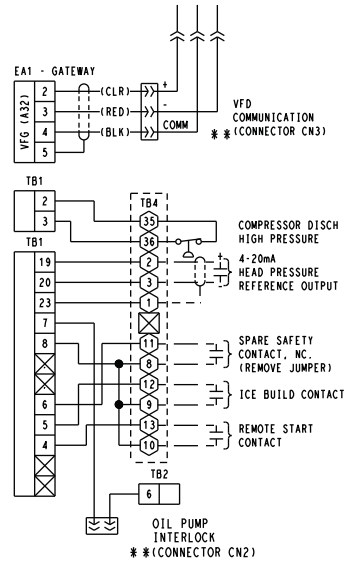 EA1 - GATEWAY
VFG (A32)
2
(CLR)
+
3
(RED)
-
4
(BLK)
COMM
5
VFD
COMMUNICATION
**(CONNECTOR CN3)
TB1
2
3
TB4
35
36
COMPRESSOR DISCH
HIGH PRESSURE
TB1
19
2
+
4-20mA
20
3
-
HEAD PRESSURE
23
1
REFERENCE OUTPUT
7
8
11
SPARE SAFETY
8
CONTACT, NC.
(REMOVE JUMPER)
12
6
9
ICE BUILD CONTACT
5
13
REMOTE START
4
10
CONTACT
TB2
6
OIL PUMP
INTERLOCK
**(CONNECTOR CN2)